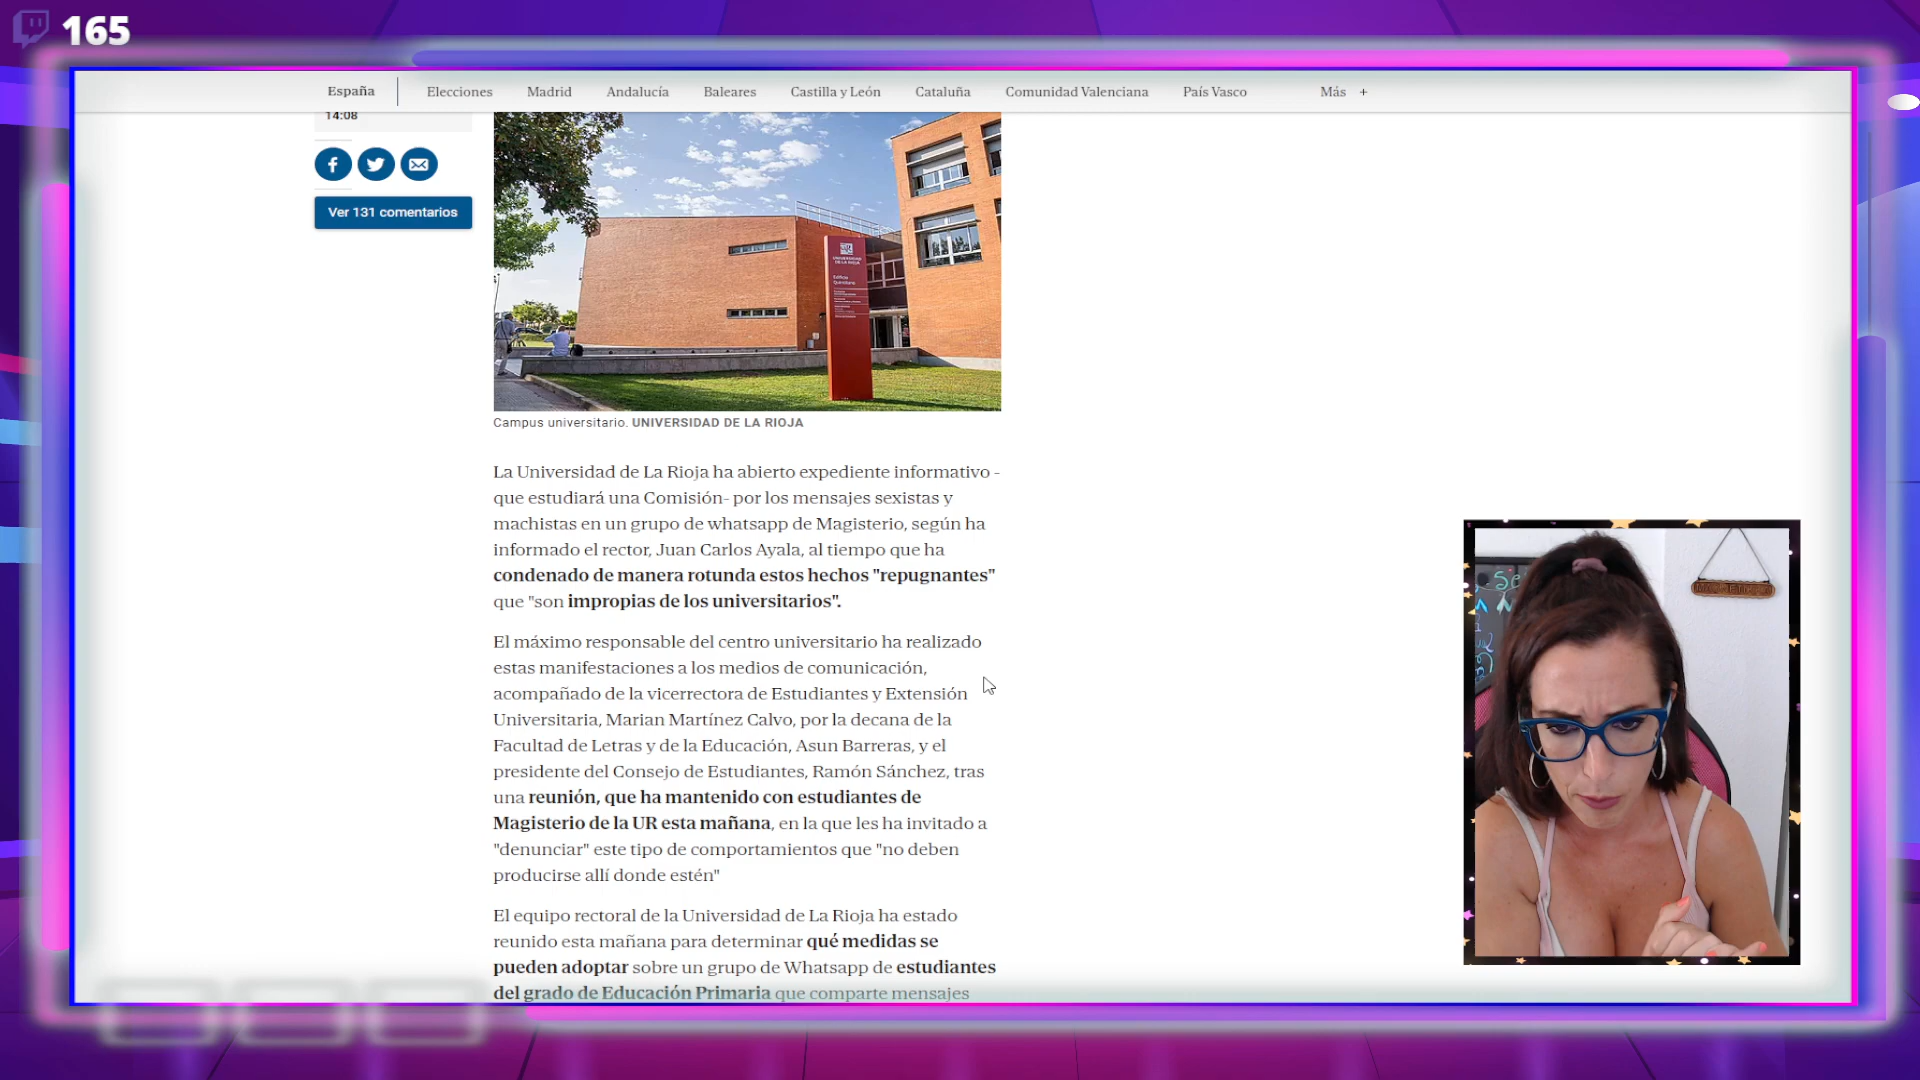 165
España
Elecciones
Madrid
Andalucía
Baleares
Castilla y León
Cataluña
Comunidad Valenciana
País Vasco
Más +
14:08
Ver 131 comentarios
UNIVERSIDAD
DE LA RIOJA
Edificio
Quintiliano
Campus universitario. UNIVERSIDAD DE LA RIOJA
La Universidad de La Rioja ha abierto expediente informativo -
que estudiará una Comisión- por los mensajes sexistas y
machistas en un grupo de whatsapp de Magisterio, según ha
informado el rector, Juan Carlos Ayala, al tiempo que ha
condenado de manera rotunda estos hechos "repugnantes"
que "son impropias de los universitarios".
El máximo responsable del centro universitario ha realizado
estas manifestaciones a los medios de comunicación,
acompañado de la vicerrectora de Estudiantes y Extensión
Universitaria, Marian Martínez Calvo, por la decana de la
Facultad de Letras y de la Educación, Asun Barreras, y el
presidente del Consejo de Estudiantes, Ramón Sánchez, tras
una reunión, que ha mantenido con estudiantes de
Magisterio de la UR esta mañana, en la que les ha invitado a
"denunciar" este tipo de comportamientos que "no deben
producirse allí donde estén"
El equipo rectoral de la Universidad de La Rioja ha estado
reunido esta mañana para determinar qué medidas se
pueden adoptar sobre un grupo de Whatsapp de estudiantes
del grado de Educación Primaria que comparte mensajes